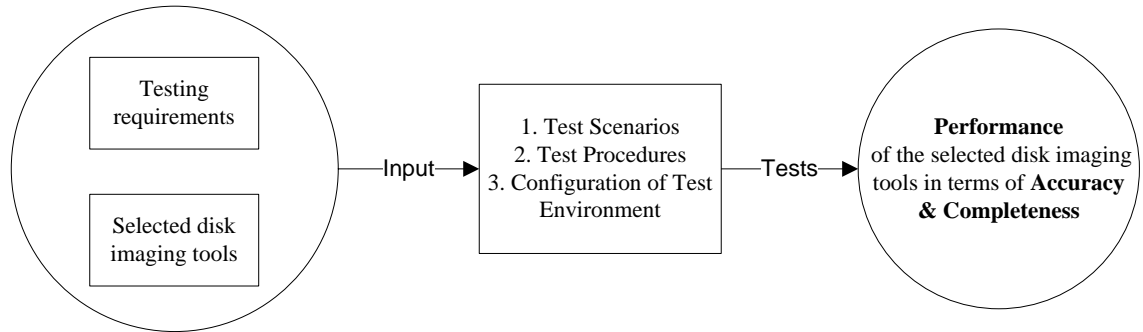 Testing
requirements
Selected disk
imaging tools
Input
1. Test Scenarios
2. Test Procedures
3. Configuration of Test
Environment
Tests
Performance
of the selected disk imaging
tools in terms of Accuracy
& Completeness